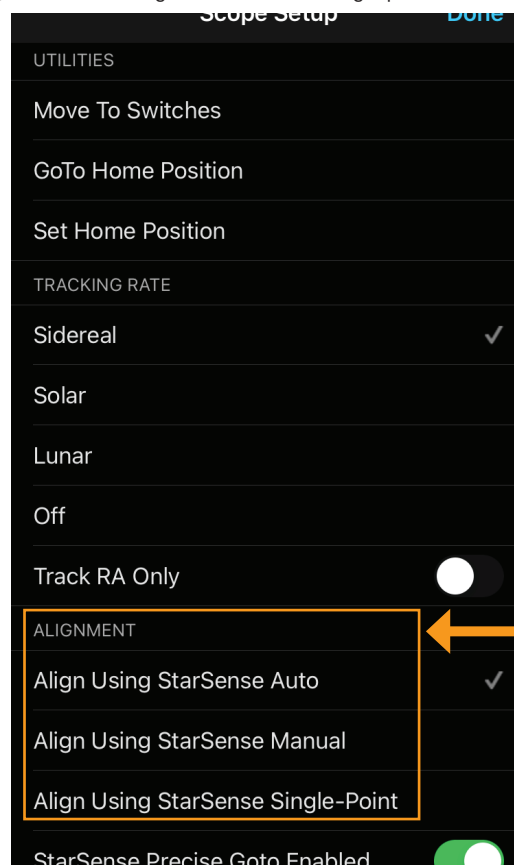 Scope Setup Done
UTILITIES
Move To Switches
GoTo Home Position
Set Home Position
TRACKING RATE
Sidereal
Solar
Lunar
Off
Track RA Only
ALIGNMENT
Align Using StarSense Auto
Align Using StarSense Manual
Align Using StarSense Single-Point
StarSense Precise Goto Enabled